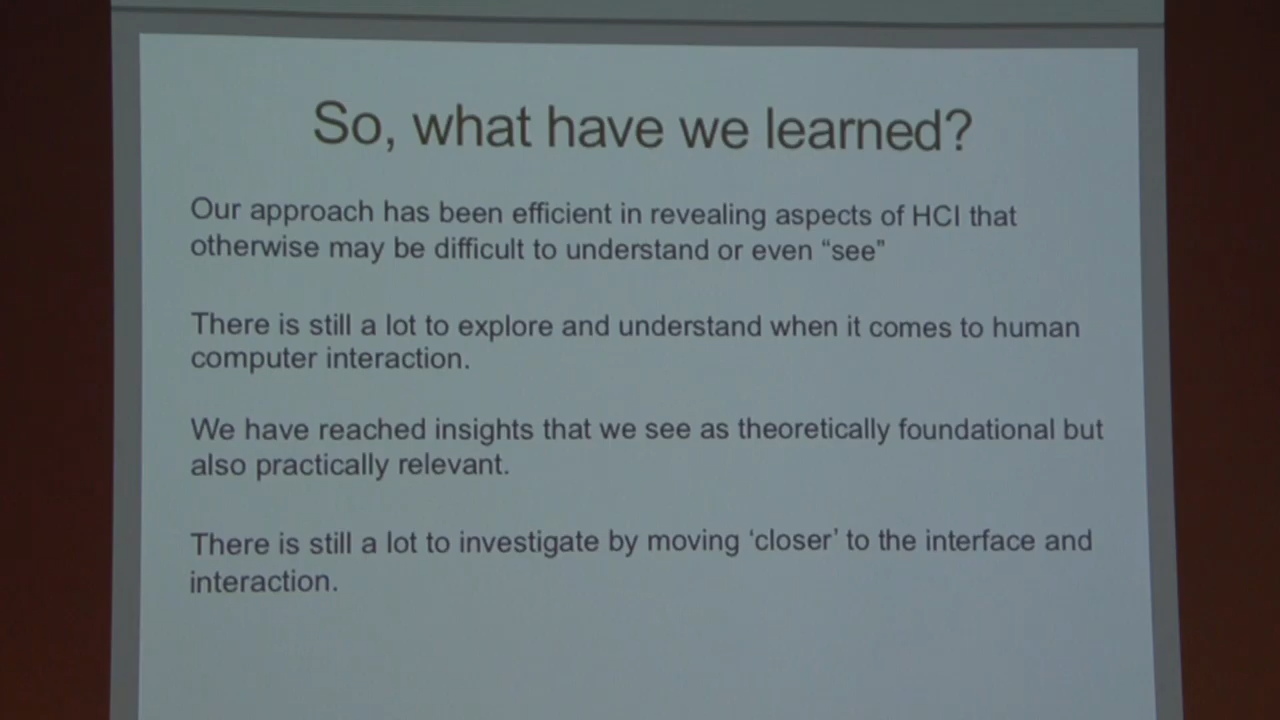 So, what have we learned?
Our approach has been efficient in revealing aspects of HCI that
otherwise may be difficult to understand or even “see”
There is still a lot to explore and understand when it comes to human
computer interaction.
We have reached insights that we see as theoretically foundational but
also practically relevant.
There is still a lot to investigate by moving ‘closer’ to the interface and
interaction.